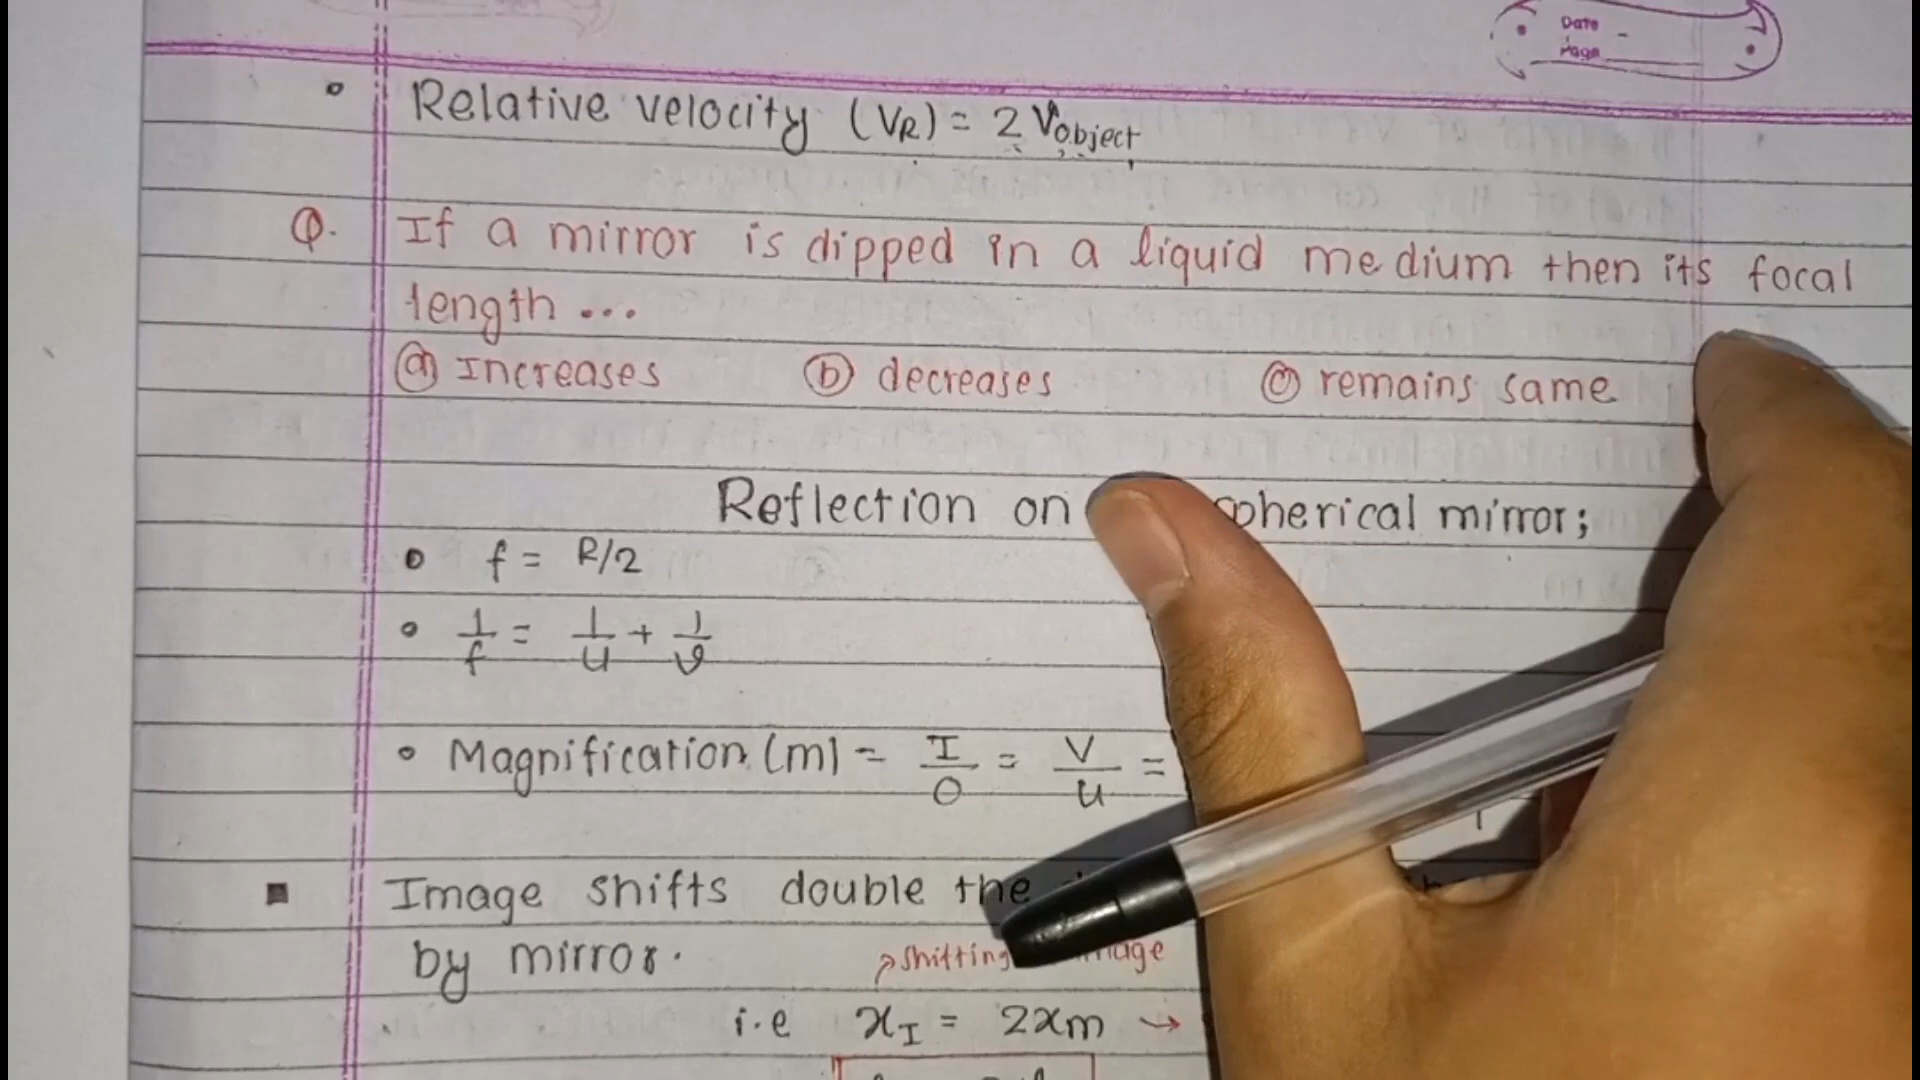 Date -
Page
• Relative velocity (VR) = 2 Vobject
Q. If a mirror is dipped in a liquid medium then its focal
length ...
(a) Increases (b) decreases (c) remains same
Reflection on spherical mirror;
• f = R/2
• 1/f = 1/u + 1/v
• Magnification (m) = I/O = V/u =
■ Image shifts double the
by mirror.
shifting image
i.e xI = 2xm →